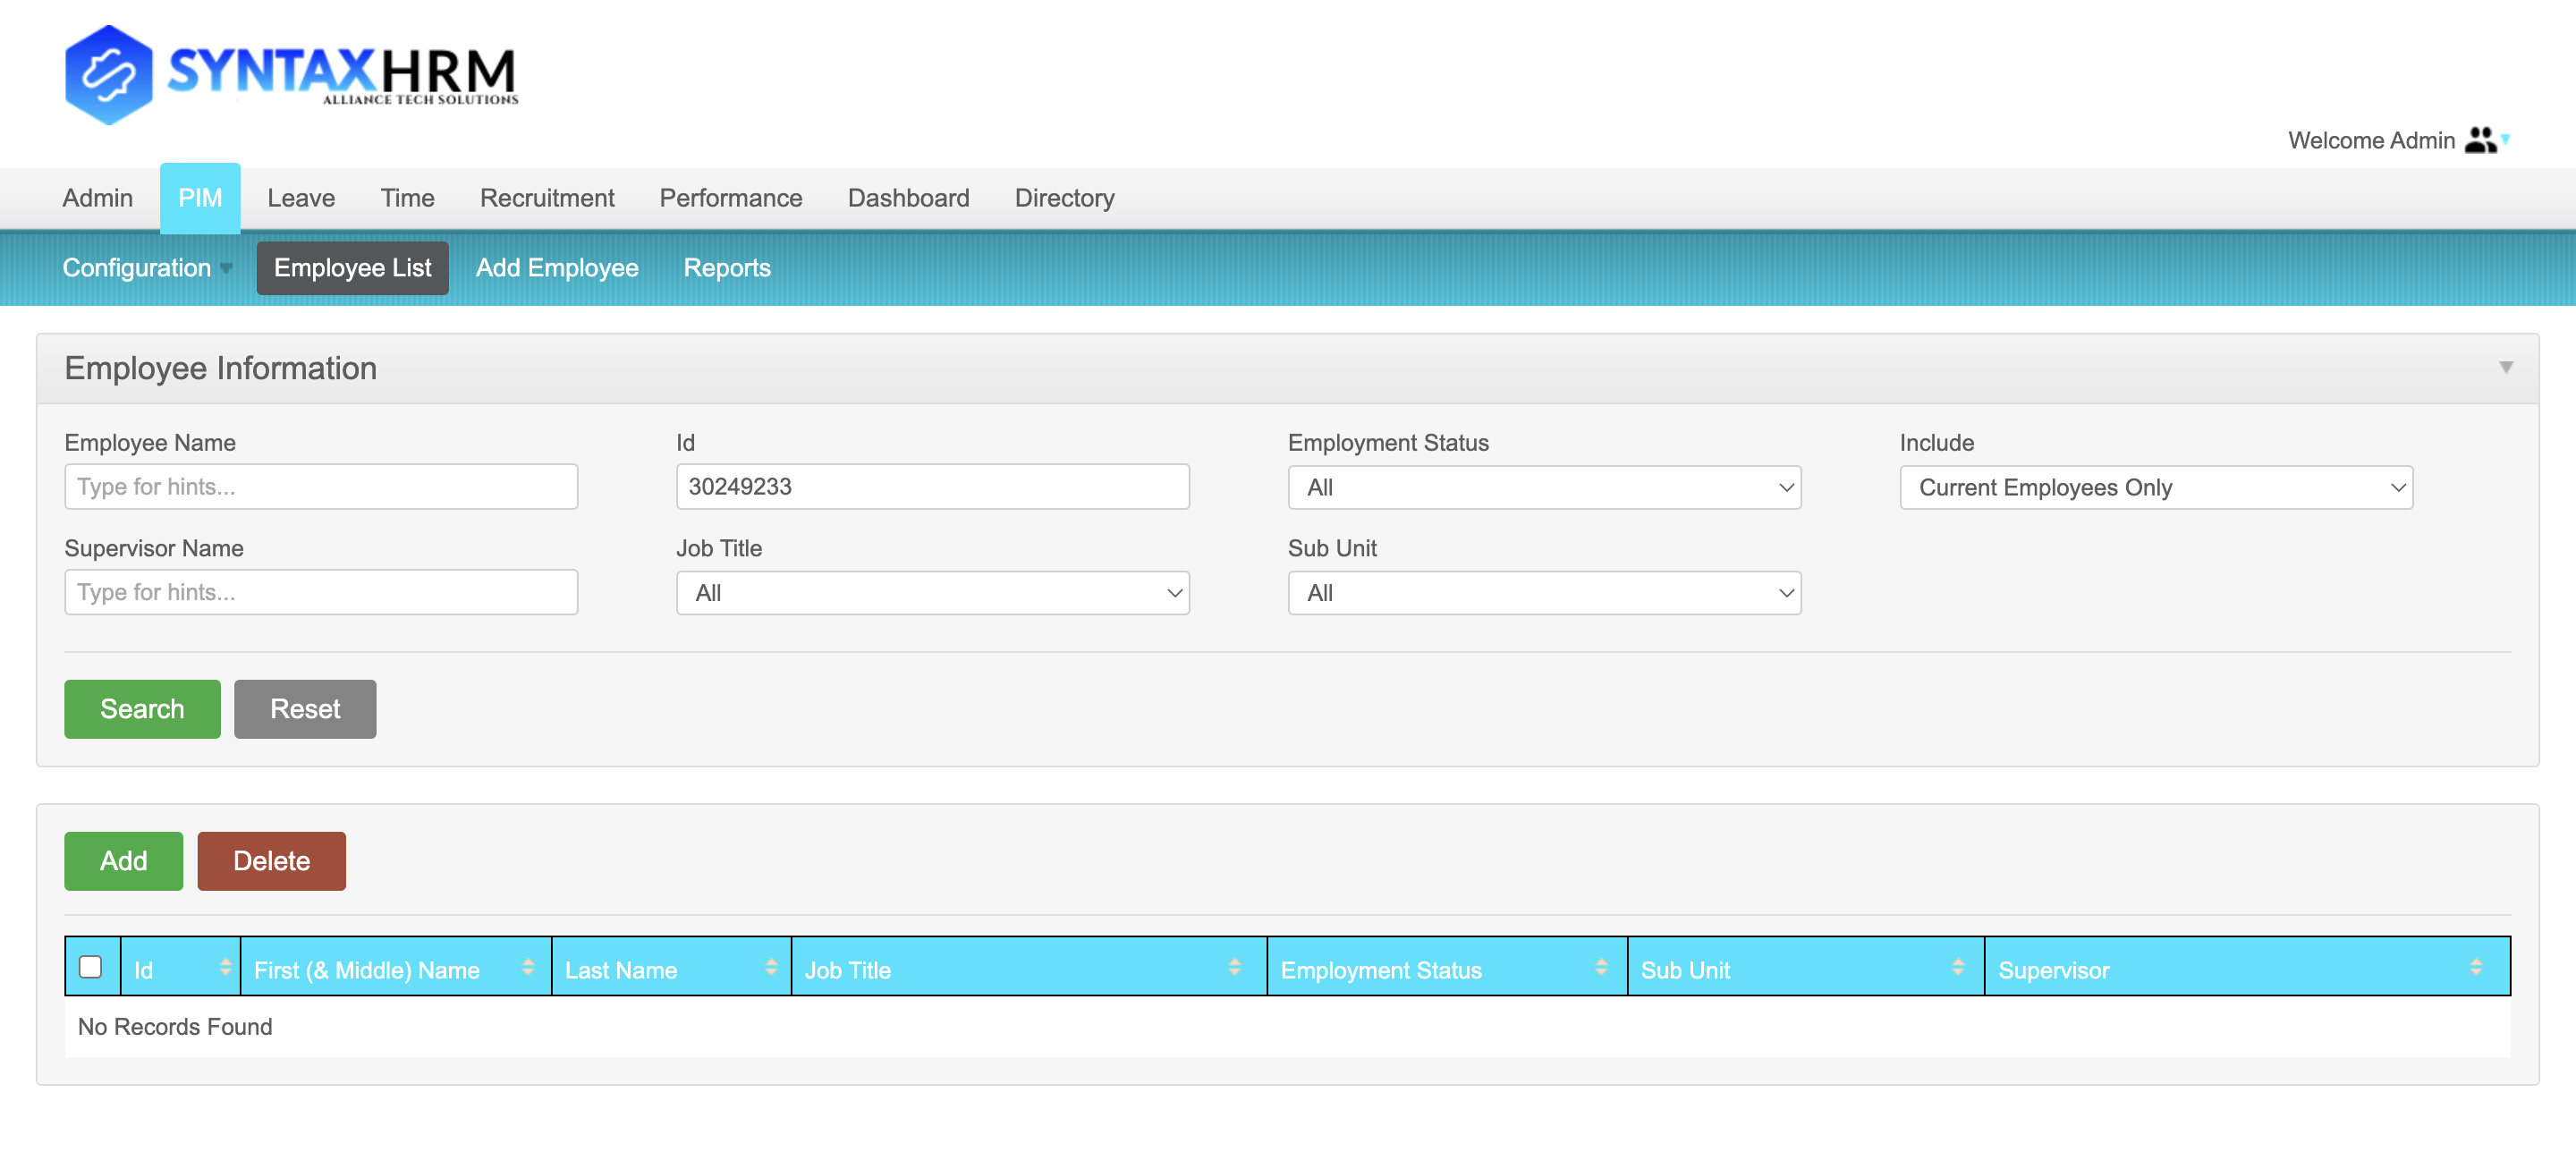 SYNTAXHRM
ALLIANCE TECH SOLUTIONS
Welcome Admin
Admin PIM Leave Time Recruitment Performance Dashboard Directory
Configuration Employee List Add Employee Reports
Employee Information
Employee Name Id Employment Status Include
Type for hints... 30249233 All Current Employees Only
Supervisor Name Job Title Sub Unit
Type for hints... All All
Search Reset
Add Delete
Id First (& Middle) Name Last Name Job Title Employment Status Sub Unit Supervisor
No Records Found